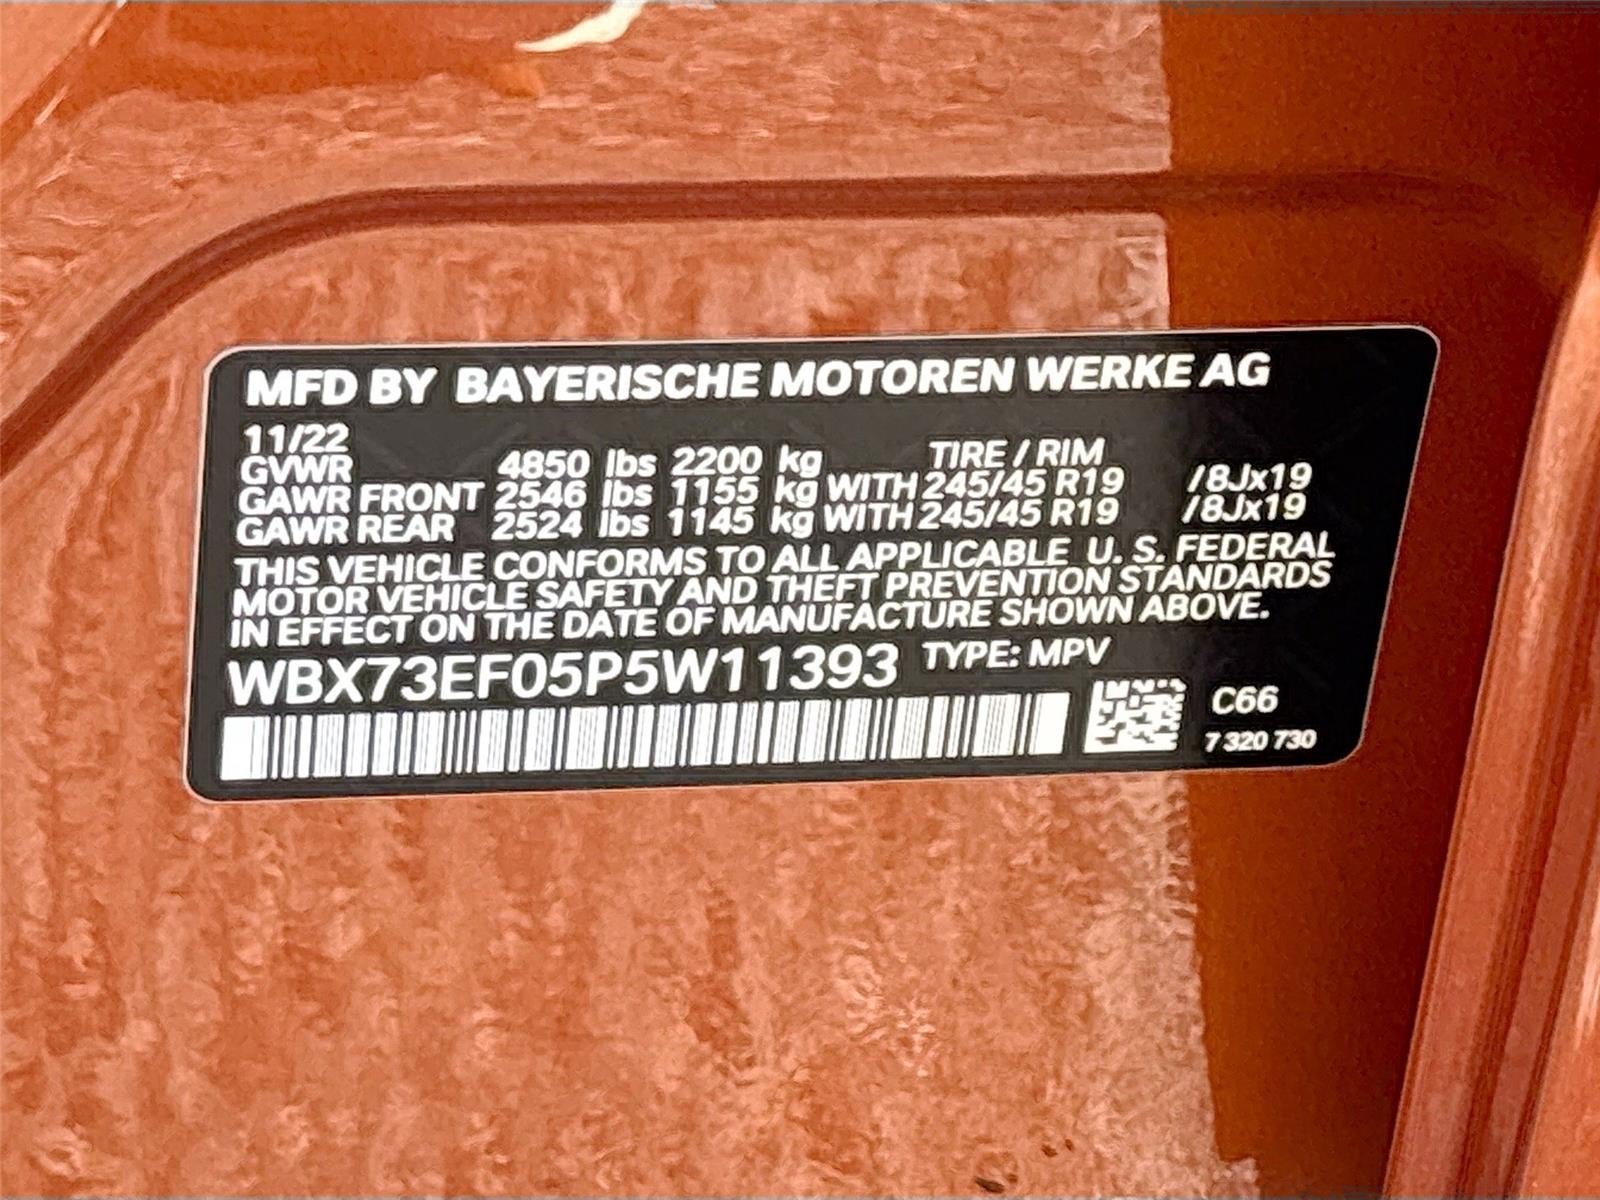 MFD BY BAYERISCHE MOTOREN WERKE AG
11/22
TIRE / RIM
GVWR 4850 lbs 2200 kg
GAWR FRONT 2546 lbs 1155 kg WITH 245/45 R19 /8Jx19
GAWR REAR 2524 lbs 1145 kg WITH 245/45 R19 /8Jx19
THIS VEHICLE CONFORMS TO ALL APPLICABLE U. S. FEDERAL
MOTOR VEHICLE SAFETY AND THEFT PREVENTION STANDARDS
IN EFFECT ON THE DATE OF MANUFACTURE SHOWN ABOVE.
WBX73EF05P5W11393 TYPE: MPV
C66
7 320 730